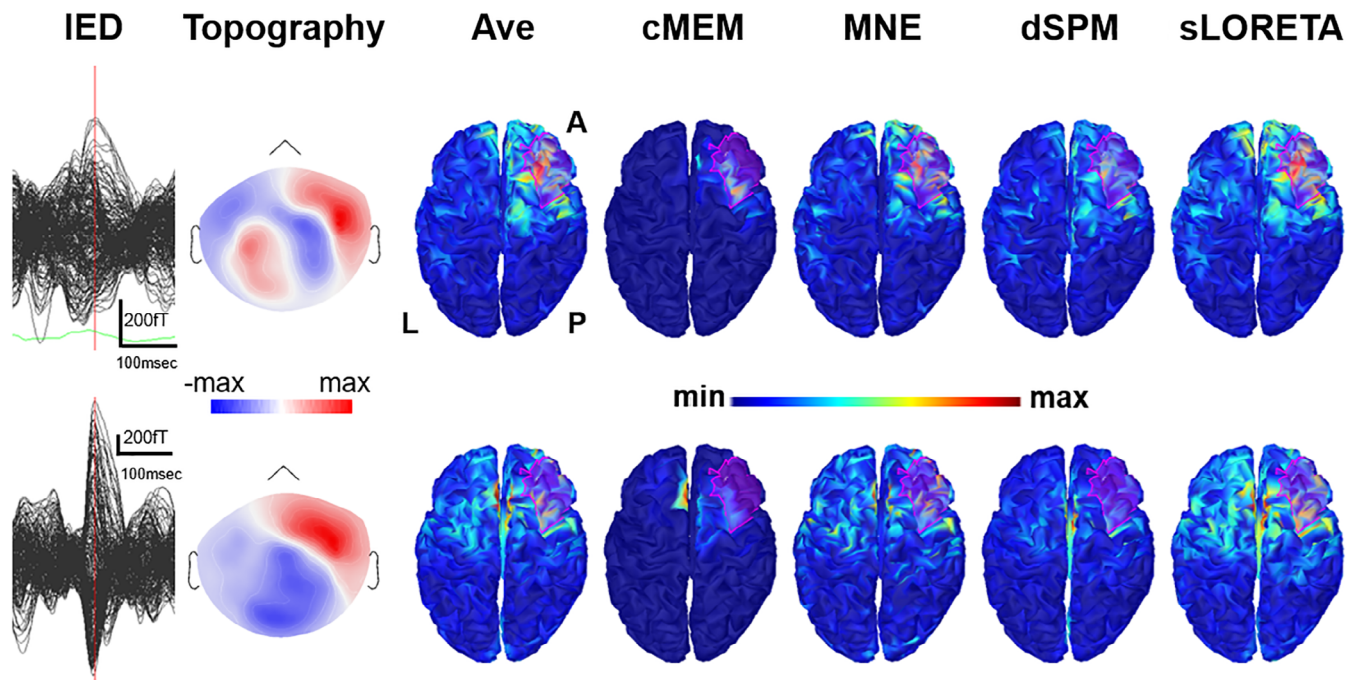 IED Topography Ave cMEM MNE dSPM sLORETA
A
200fT
L P
100msec
-max max
min max
200fT
100msec